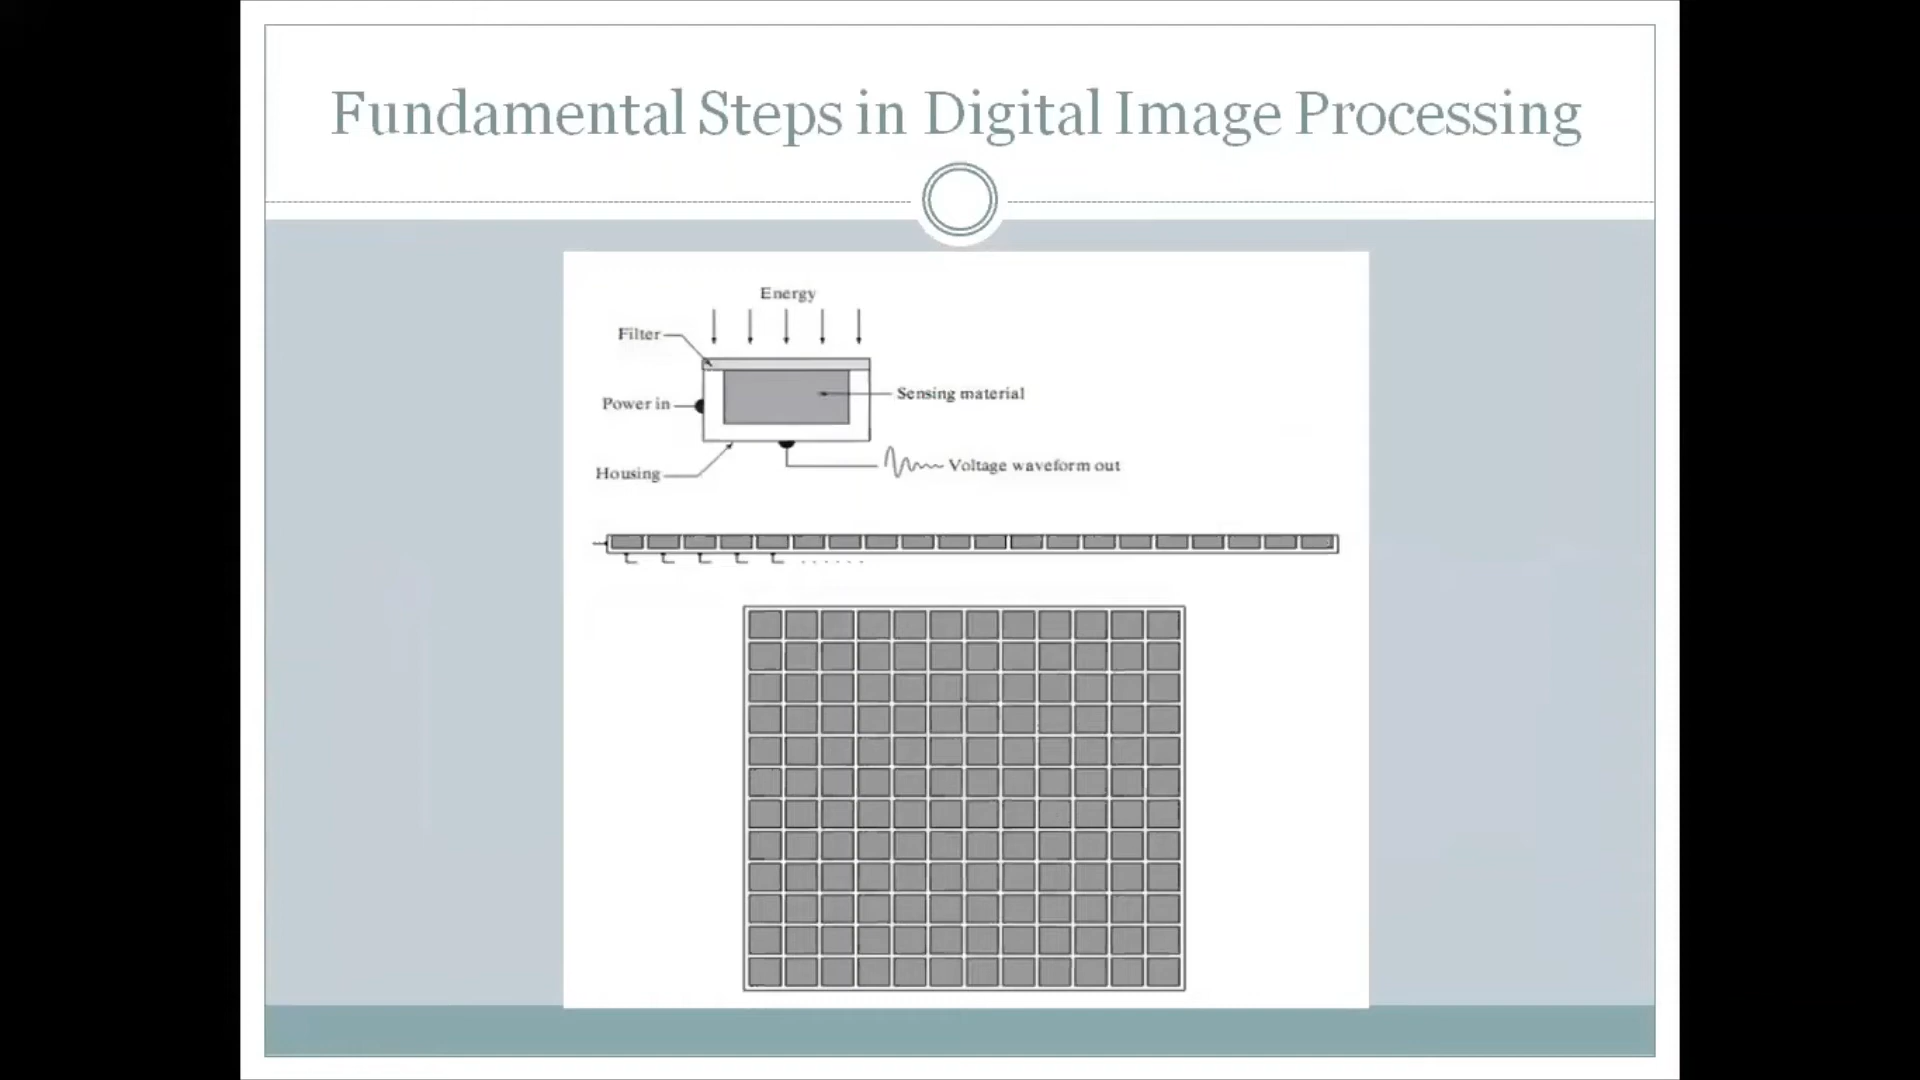 Fundamental Steps in Digital Image Processing
Energy
Filter
Sensing material
Power in
Voltage waveform out
Housing